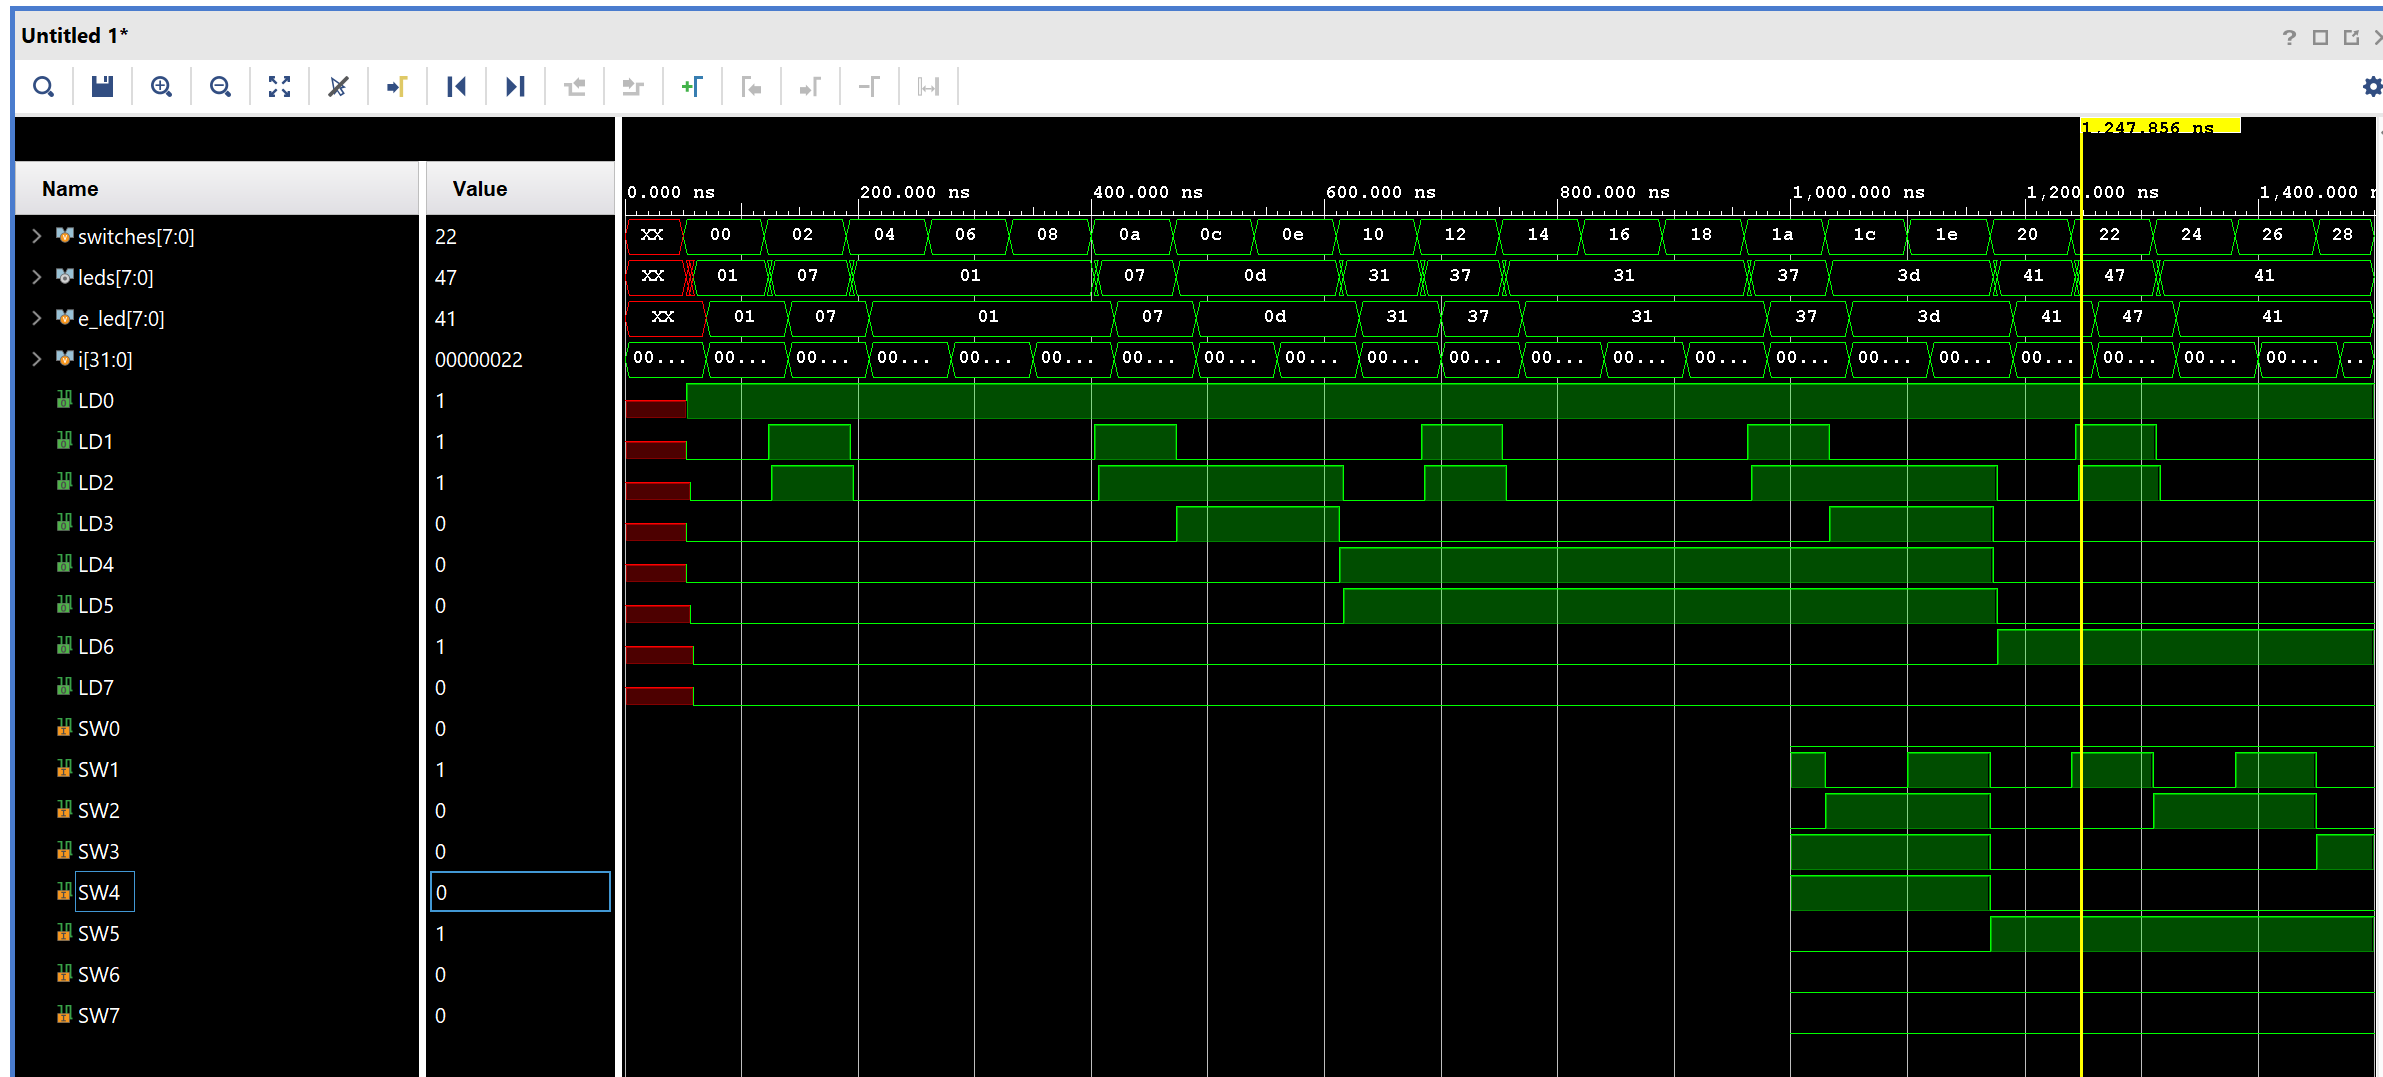 Untitled 1*
1,247.856 ns
Name Value
0.000 ns 200.000 ns 400.000 ns 600.000 ns 800.000 ns 1,000.000 ns 1,200.000 ns 1,400.000 n
switches[7:0] 22 XX 00 02 04 06 08 0a 0c 0e 10 12 14 16 18 1a 1c 1e 20 22 24 26 28
leds[7:0] 47 XX 01 07 01 07 0d 31 37 31 37 3d 41 47 41
e_led[7:0] 41 XX 01 07 01 07 0d 31 37 31 37 3d 41 47 41
i[31:0] 00000022 00... 00... 00... 00... 00... 00... 00... 00... 00... 00... 00... 00... 00... 00... 00... 00... 00... 00... 00... 00... 00... ..
LD0 1
LD1 1
LD2 1
LD3 0
LD4 0
LD5 0
LD6 1
LD7 0
SW0 0
SW1 1
SW2 0
SW3 0
SW4 0
SW5 1
SW6 0
SW7 0